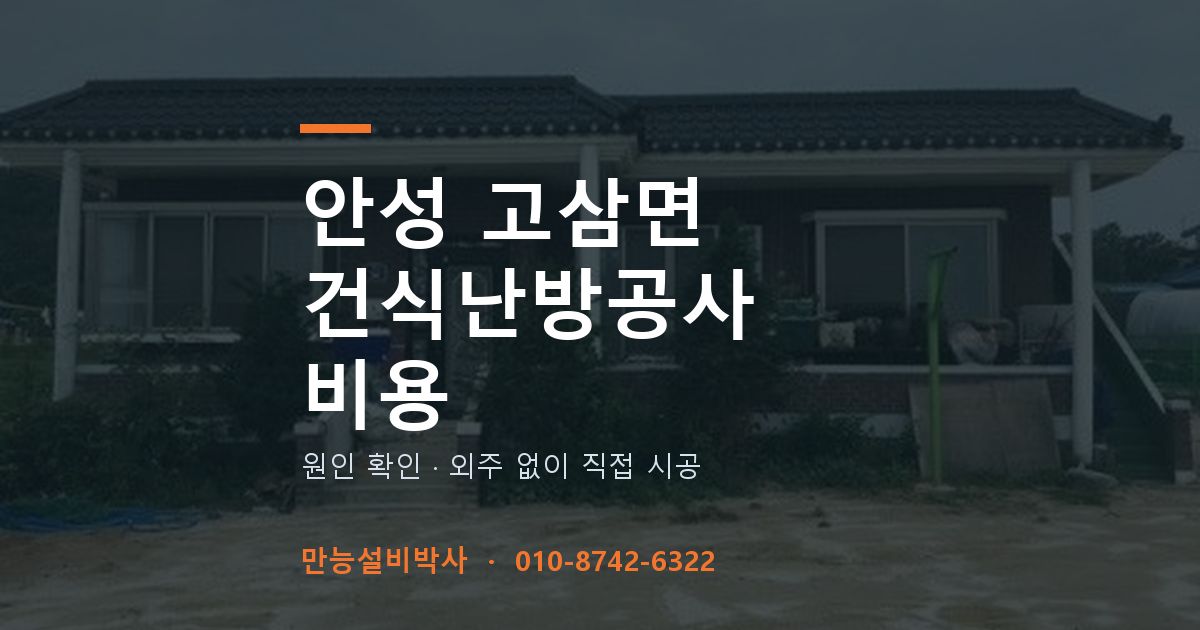 안성 고삼면
건식난방공사
비용
원인 확인 · 외주 없이 직접 시공
만능설비박사 · 010-8742-6322